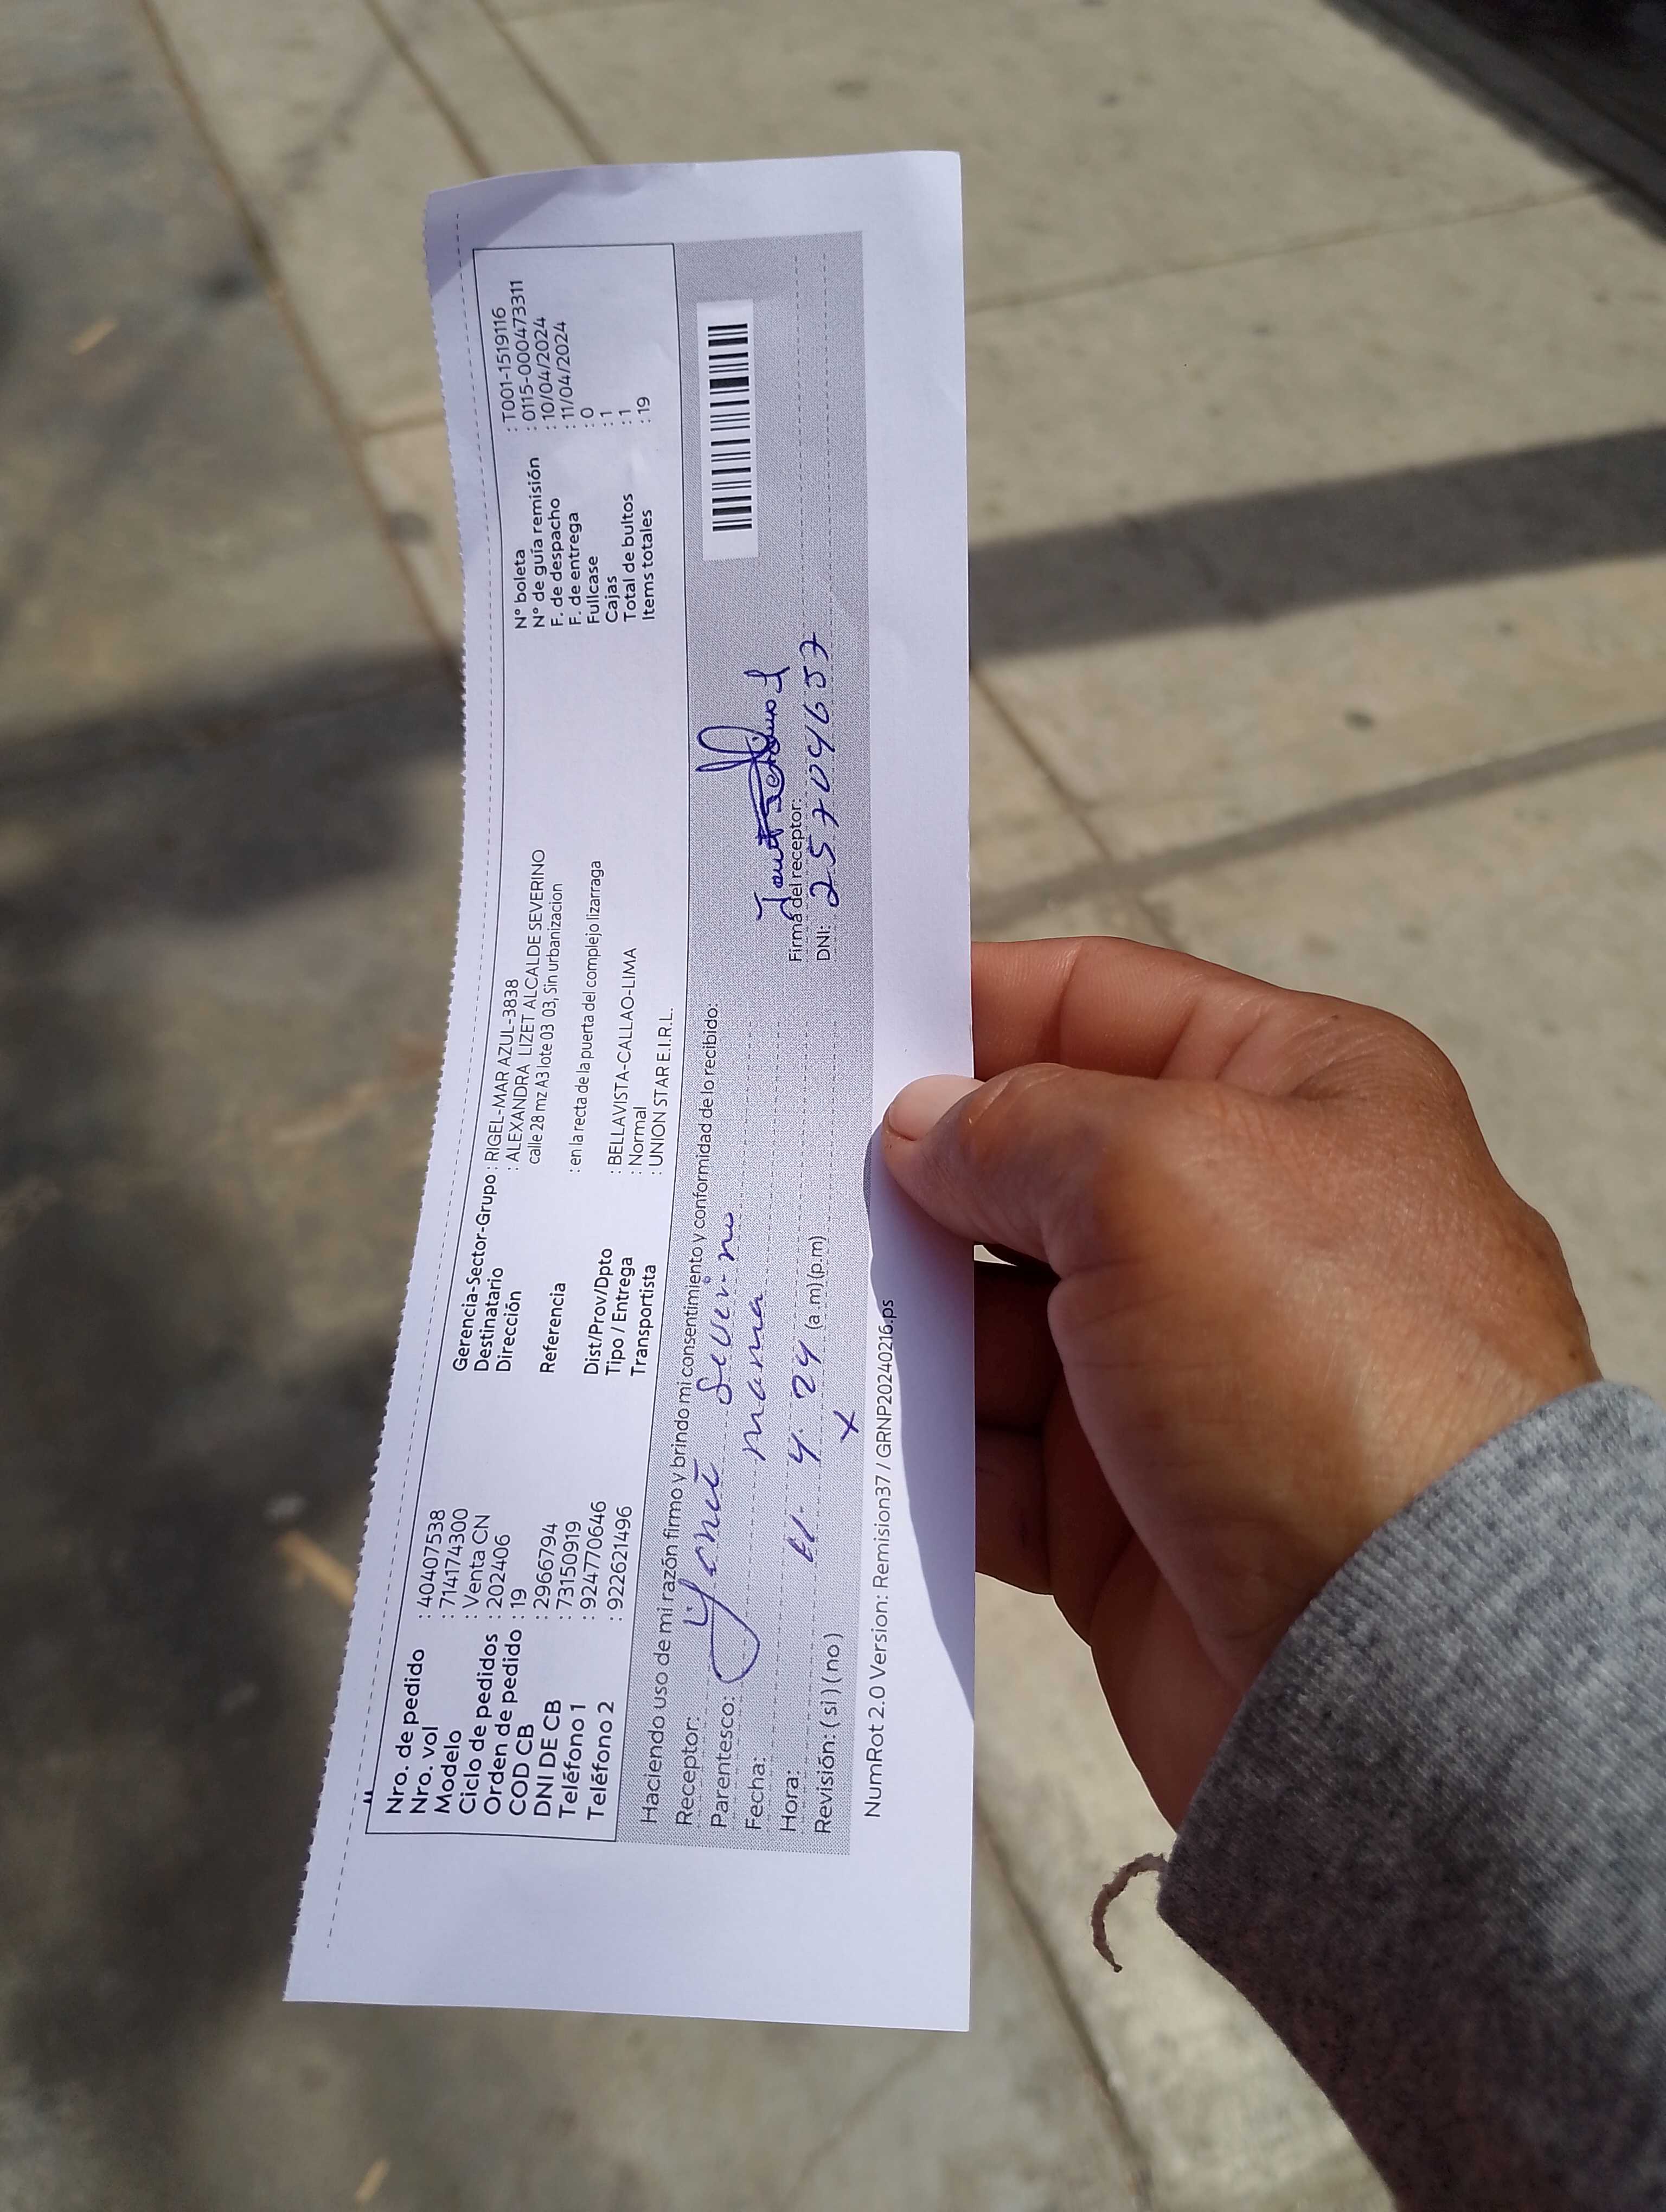 Nro. de pedido : 40407538
Nro. vol : 714174300
Modelo : Venta CN
Ciclo de pedidos : 202406
Orden de pedido : 19
COD CB : 2966794
DNI DE CB : 73150919
Teléfono 1 : 924770646
Teléfono 2 : 922621496
Gerencia-Sector-Grupo : RIGEL-MAR AZUL-3838
Destinatario : ALEXANDRA LIZET ALCALDE SEVERINO
Dirección calle 28 mz A3 lote 03 03, Sin urbanizacion
Referencia : en la recta de la puerta del complejo lizarraga
Dist/Prov/Dpto : BELLAVISTA-CALLAO-LIMA
Tipo / Entrega : Normal
Transportista : UNION STAR E.I.R.L.
N° boleta : T001-1519116
N° de guía remisión : 0115-000473311
F. de despacho : 10/04/2024
F. de entrega : 11/04/2024
Fullcase : 0
Cajas : 1
Total de bultos : 1
Items totales : 19
Haciendo uso de mi razón firmo y brindo mi consentimiento y conformidad de lo recibido:
Receptor: Severino
Parentesco: mama
Fecha: 11. 4. 24
Hora: (a.m) (p.m)
Revisión: ( si ) ( no ) X
Firma del receptor:
DNI: 25704657
NumRot 2.0 Version: Remision37 / GRNP20240216.ps